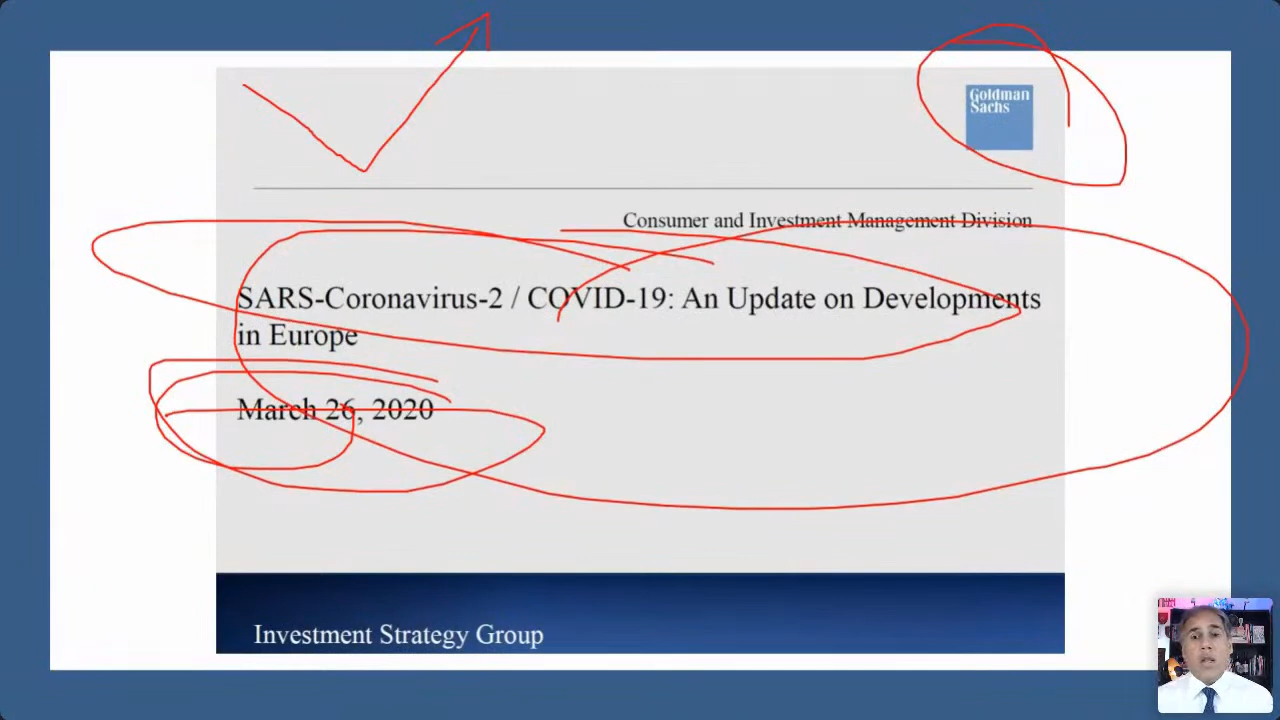 Goldman
Sachs
Consumer and Investment Management Division
SARS-Coronavirus-2 / COVID-19: An Update on Developments
in Europe
March 26, 2020
Investment Strategy Group